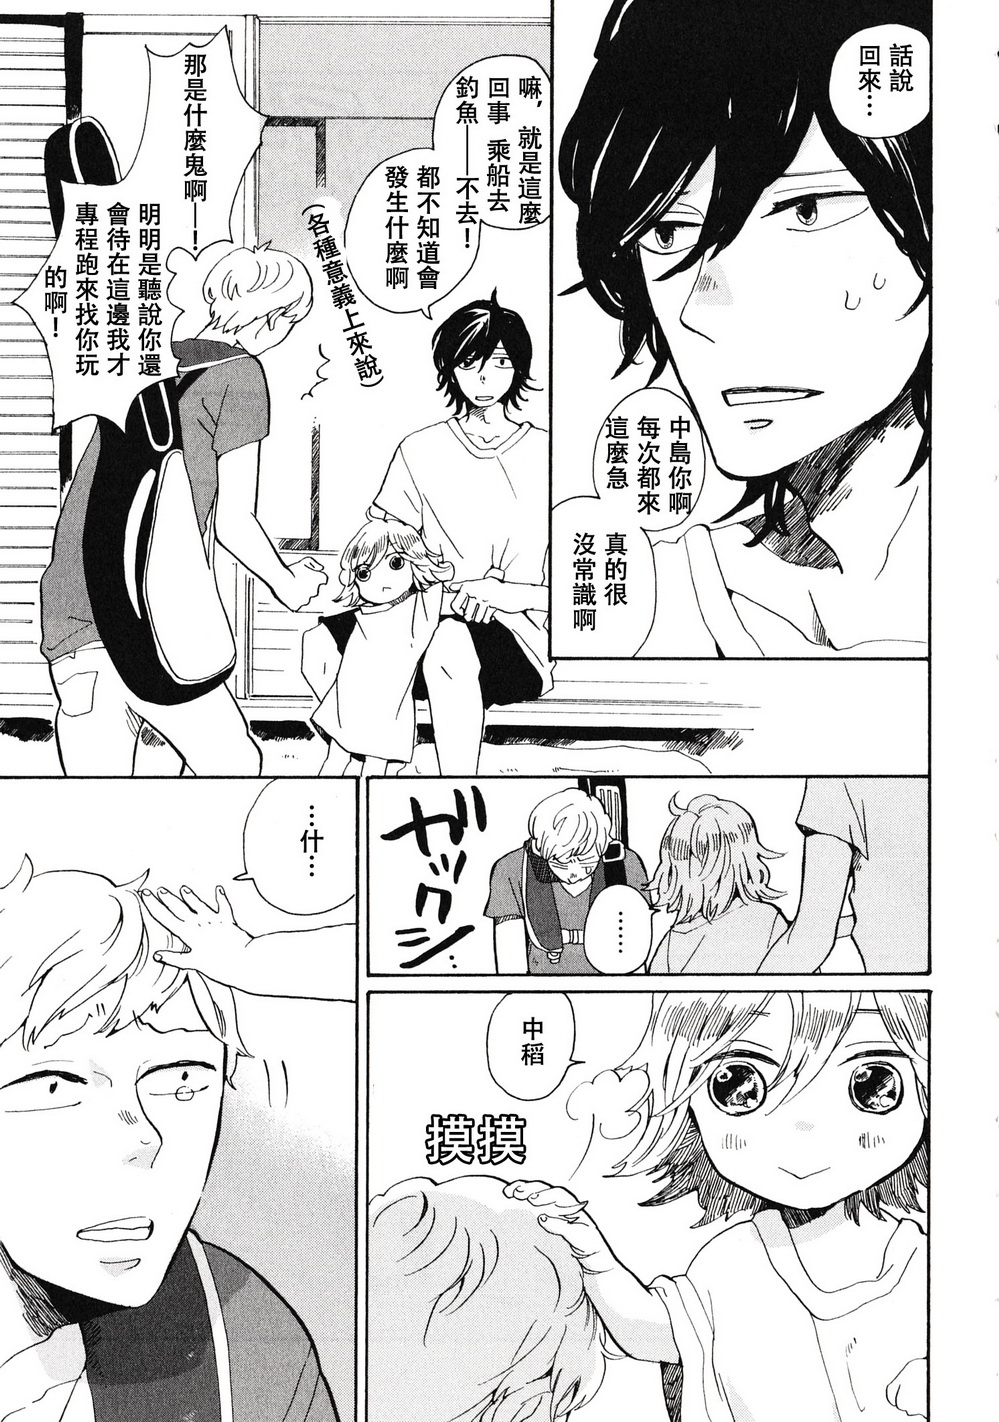 話說
回來…
中島你啊
每次都來
這麼急
真的很
沒常識啊
嘛，就是這麼
回事 乘船去
釣魚——不去！
都不知道會
發生什麼啊
(各種意義上來說)
那是什麼鬼啊——！
明明是聽說你還
會待在這邊我才
專程跑來找你玩
的啊！
ガックシ…
……
中稻
摸摸
…什…